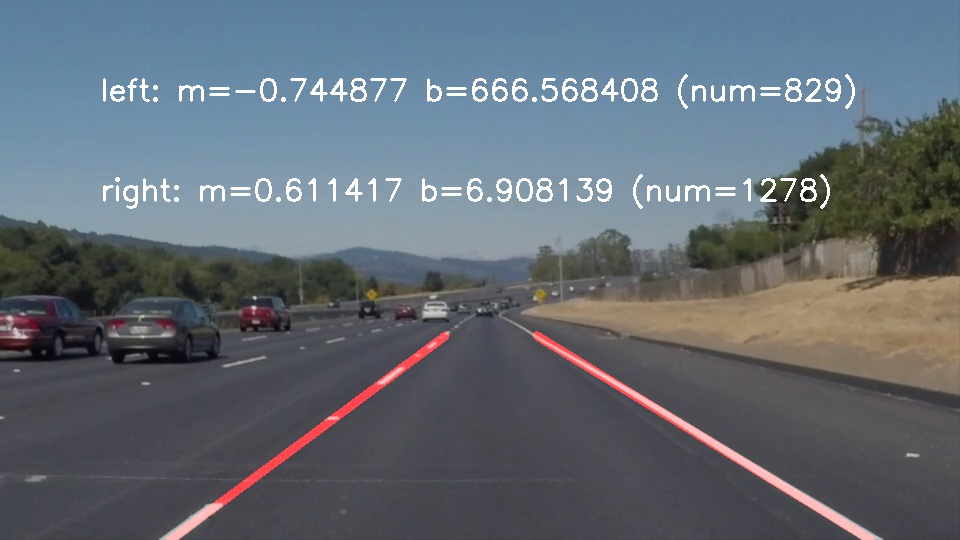 left: m=-0.744877 b=666.568408 (num=829)
right: m=0.611417 b=6.908139 (num=1278)